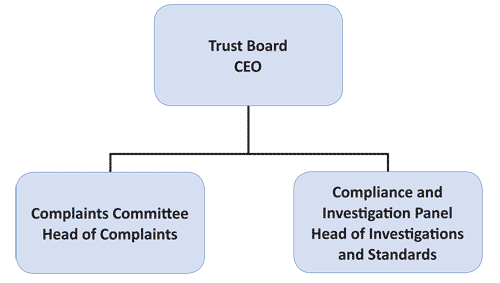 Trust Board
CEO
Complaints Committee
Head of Complaints
Compliance and
Investigation Panel
Head of Investigations
and Standards